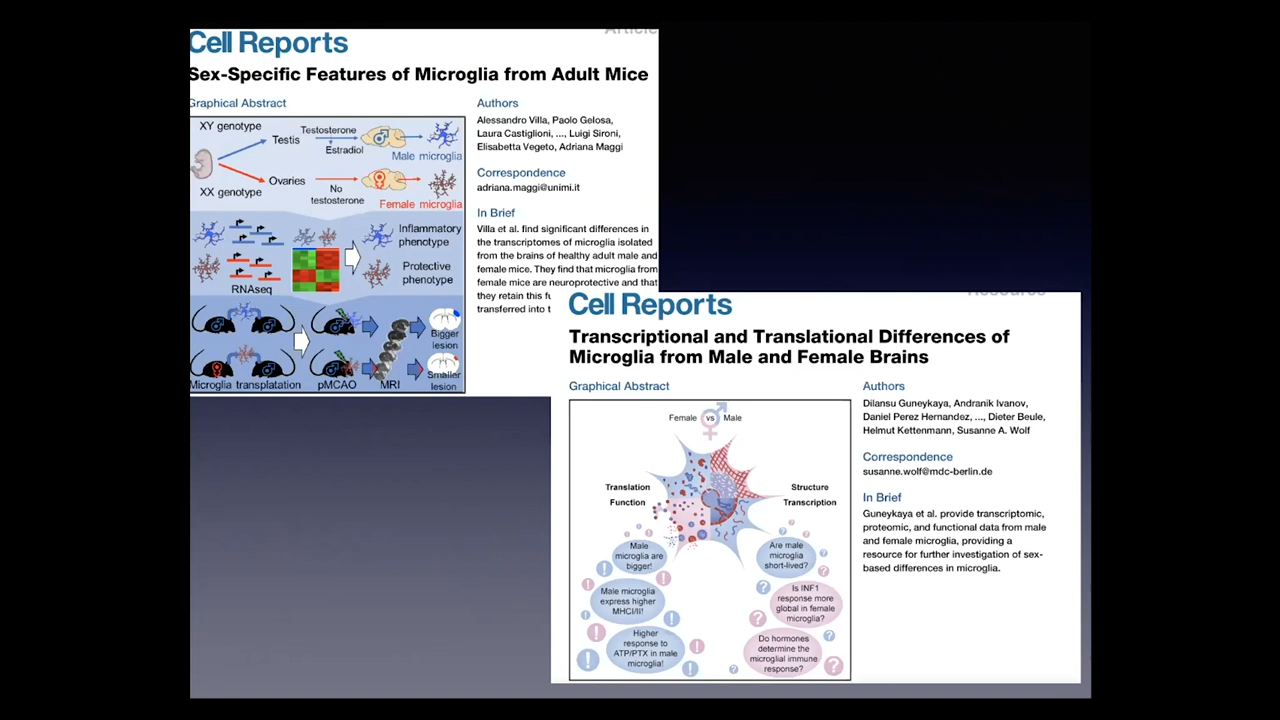 Article
Cell Reports
Sex-Specific Features of Microglia from Adult Mice
Graphical Abstract
XY genotype
Testis
Testosterone
Estradiol
Male microglia
XX genotype
Ovaries
No
testosterone
Female microglia
RNAseq
Inflammatory
phenotype
Protective
phenotype
Bigger
lesion
Smaller
lesion
Microglia transplatation
pMCAO
MRI
Authors
Alessandro Villa, Paolo Gelosa,
Laura Castiglioni, ..., Luigi Sironi,
Elisabetta Vegeto, Adriana Maggi
Correspondence
adriana.maggi@unimi.it
In Brief
Villa et al. find significant differences in
the transcriptomes of microglia isolated
from the brains of healthy adult male and
female mice. They find that microglia from
female mice are neuroprotective and that
they retain this
transferred into
Resource
Cell Reports
Transcriptional and Translational Differences of
Microglia from Male and Female Brains
Graphical Abstract
Female vs Male
Translation
Function
Structure
Transcription
Male
microglia are
bigger!
Male microglia
express higher
MHCI/II!
Higher
response to
ATP/PTX in male
microglia!
Are male
microglia
short-lived?
Is INF1
response more
global in female
microglia?
Do hormones
determine the
microglial immune
response?
Authors
Dilansu Guneykaya, Andranik Ivanov,
Daniel Perez Hernandez, ..., Dieter Beule,
Helmut Kettenmann, Susanne A. Wolf
Correspondence
susanne.wolf@mdc-berlin.de
In Brief
Guneykaya et al. provide transcriptomic,
proteomic, and functional data from male
and female microglia, providing a
resource for further investigation of sex-
based differences in microglia.